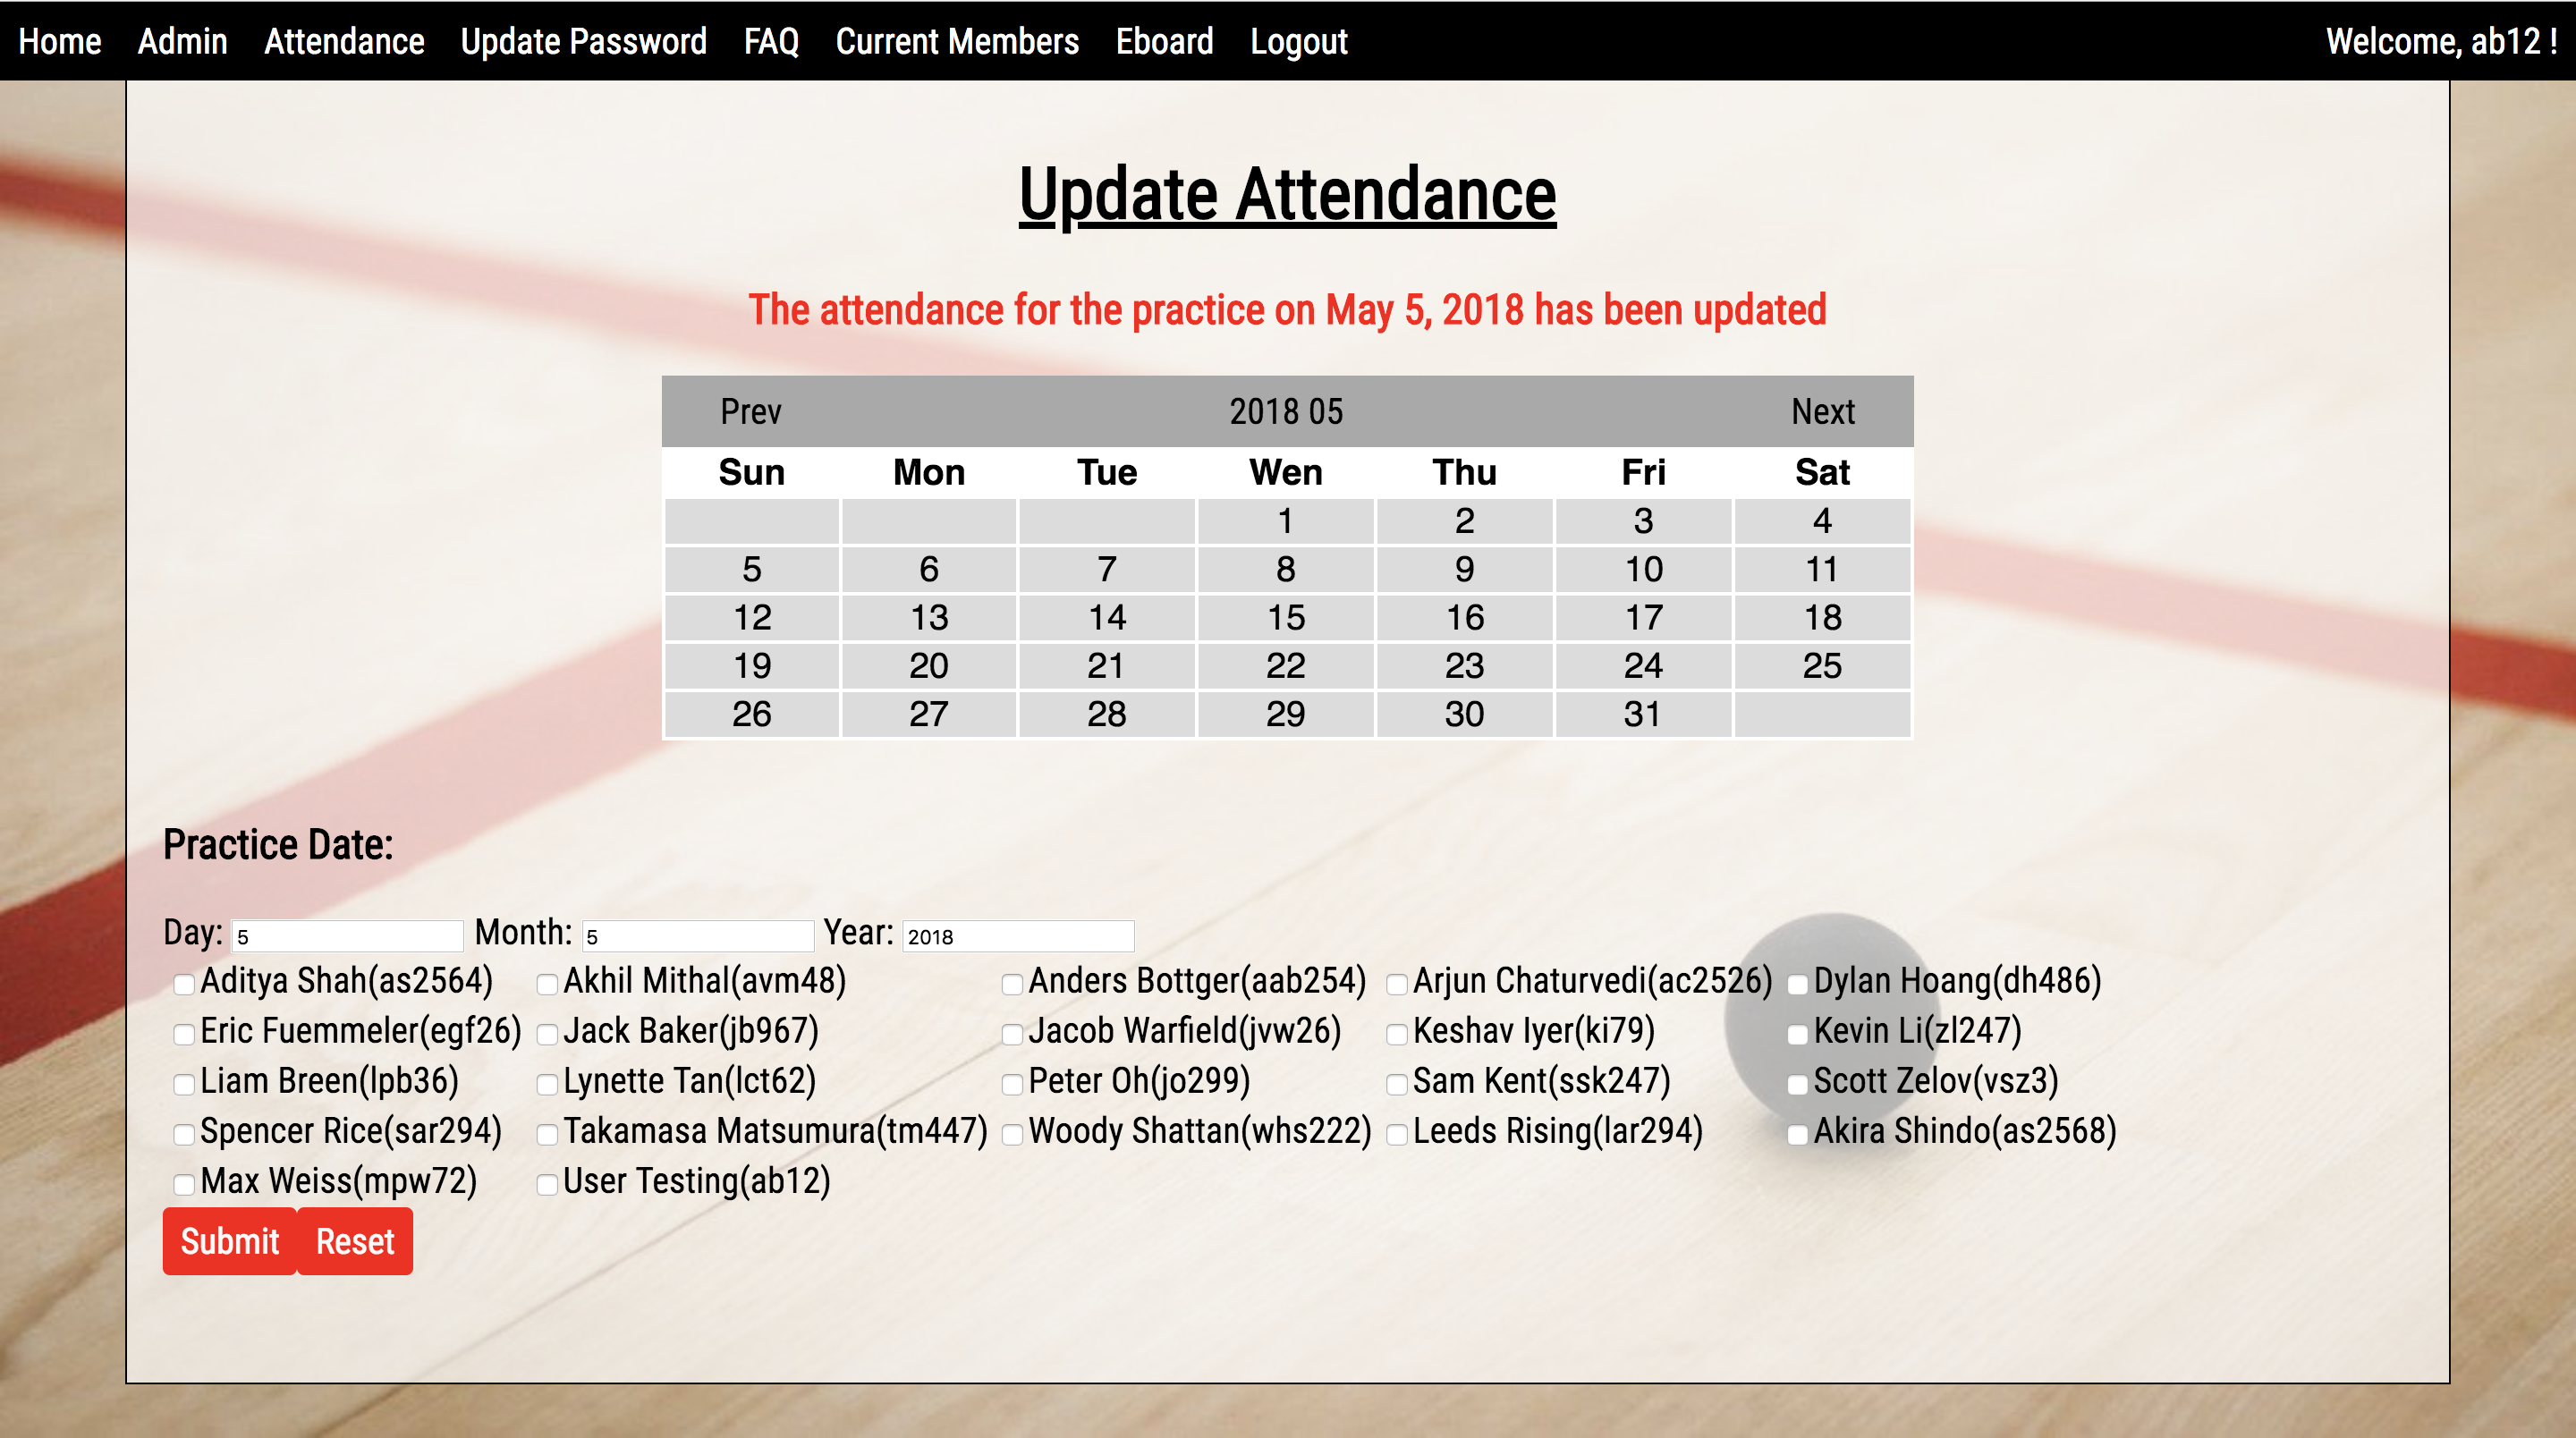 Home Admin Attendance Update Password FAQ Current Members Eboard Logout Welcome, ab12 !
Update Attendance
The attendance for the practice on May 5, 2018 has been updated
Prev 2018 05 Next
Sun Mon Tue Wen Thu Fri Sat
1 2 3 4
5 6 7 8 9 10 11
12 13 14 15 16 17 18
19 20 21 22 23 24 25
26 27 28 29 30 31
Practice Date:
Day: 5 Month: 5 Year: 2018
Aditya Shah(as2564) Akhil Mithal(avm48) Anders Bottger(aab254) Arjun Chaturvedi(ac2526) Dylan Hoang(dh486)
Eric Fuemmeler(egf26) Jack Baker(jb967) Jacob Warfield(jvw26) Keshav Iyer(ki79) Kevin Li(zl247)
Liam Breen(lpb36) Lynette Tan(lct62) Peter Oh(jo299) Sam Kent(ssk247) Scott Zelov(vsz3)
Spencer Rice(sar294) Takamasa Matsumura(tm447) Woody Shattan(whs222) Leeds Rising(lar294) Akira Shindo(as2568)
Max Weiss(mpw72) User Testing(ab12)
Submit Reset